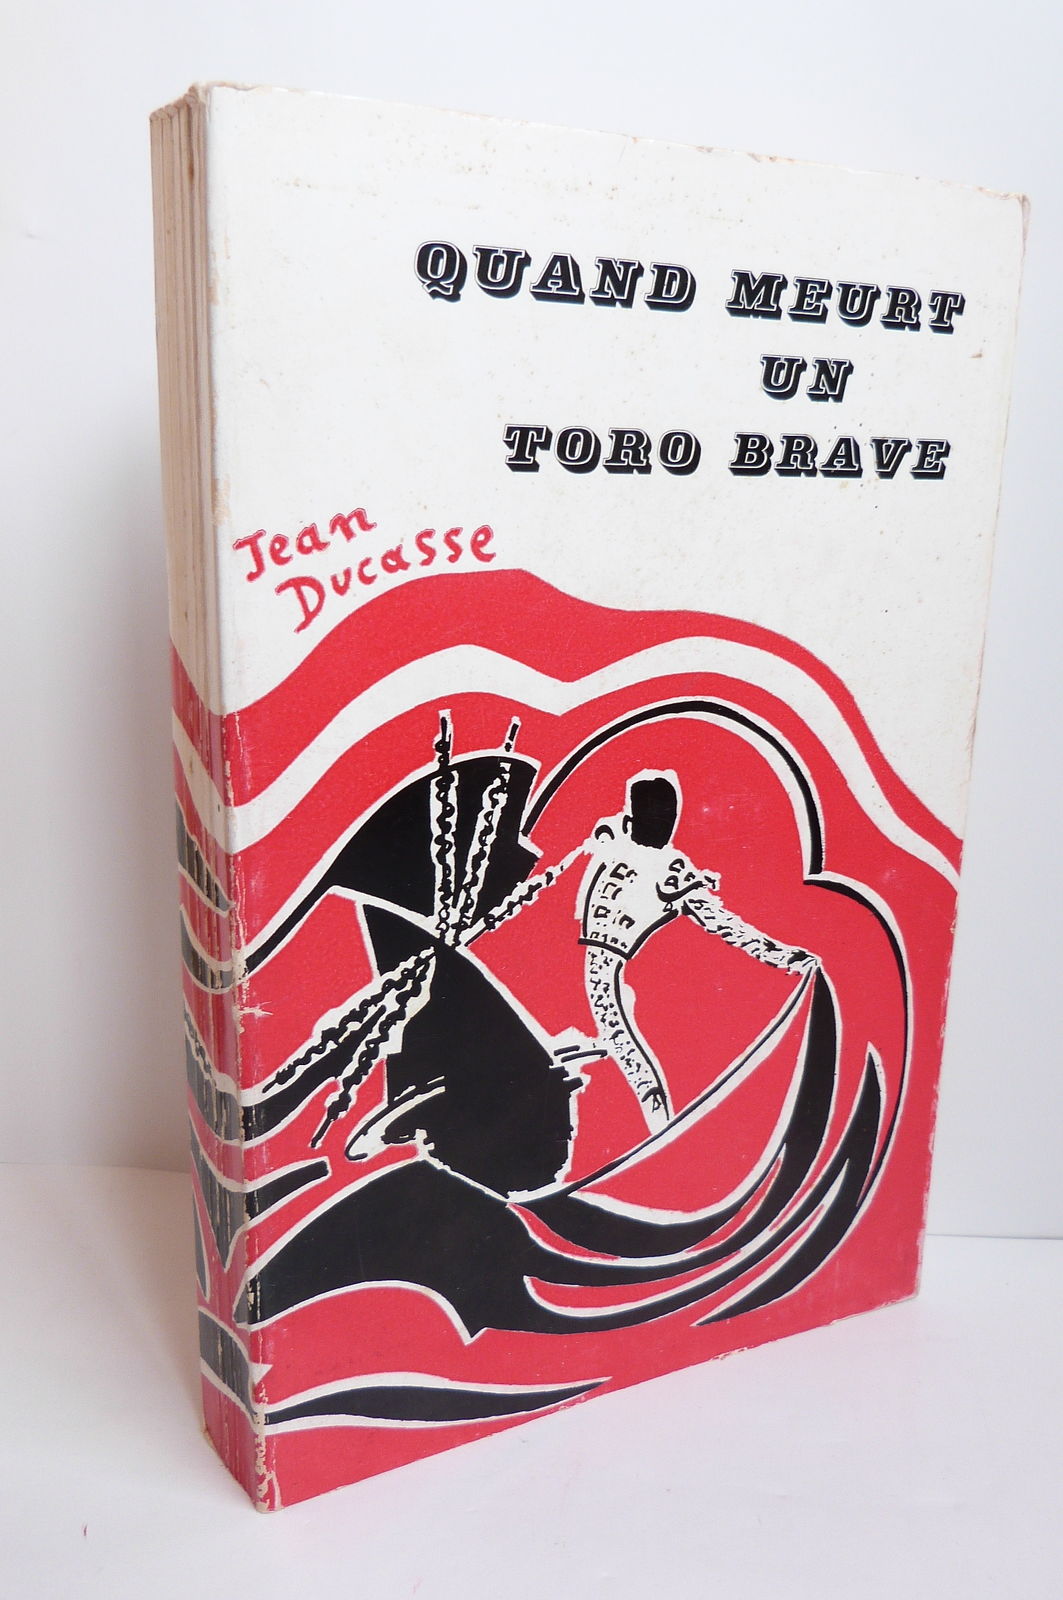 QUAND MEURT
UN
TORO BRAVE
Jean
Ducasse